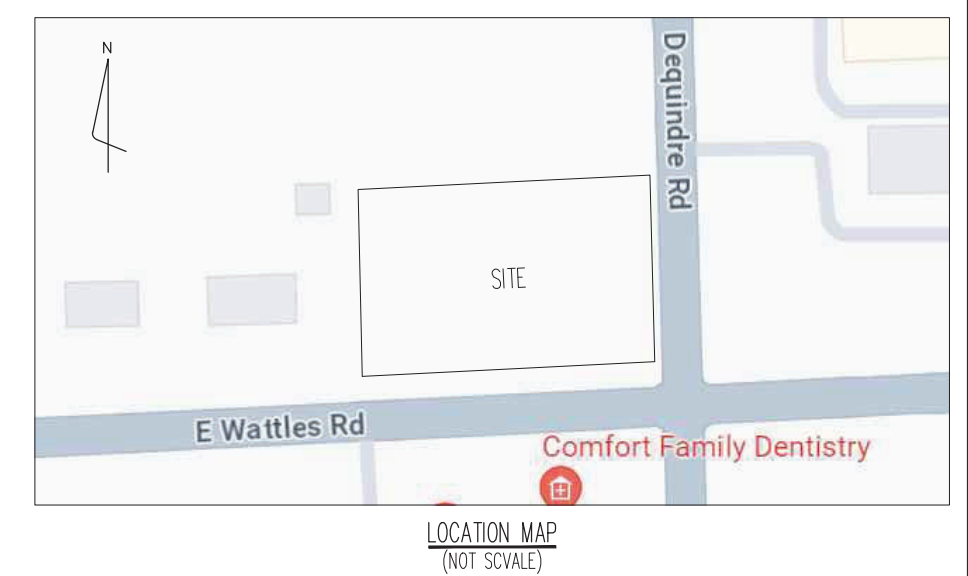 N
Dequindre Rd
SITE
E Wattles Rd
Comfort Family Dentistry
LOCATION MAP
(NOT SCVALE)